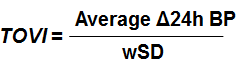 TOVI = Average Δ24h BP
wSD